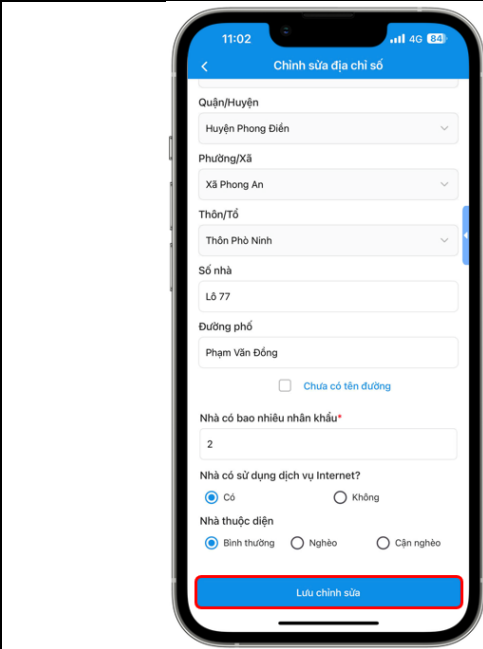 11:02 4G 84
Chỉnh sửa địa chỉ số
Quận/Huyện
Huyện Phong Điền
Phường/Xã
Xã Phong An
Thôn/Tổ
Thôn Phò Ninh
Số nhà
Lô 77
Đường phố
Phạm Văn Đồng
Chưa có tên đường
Nhà có bao nhiêu nhân khẩu*
2
Nhà có sử dụng dịch vụ Internet?
Có Không
Nhà thuộc diện
Bình thường Nghèo Cận nghèo
Lưu chỉnh sửa